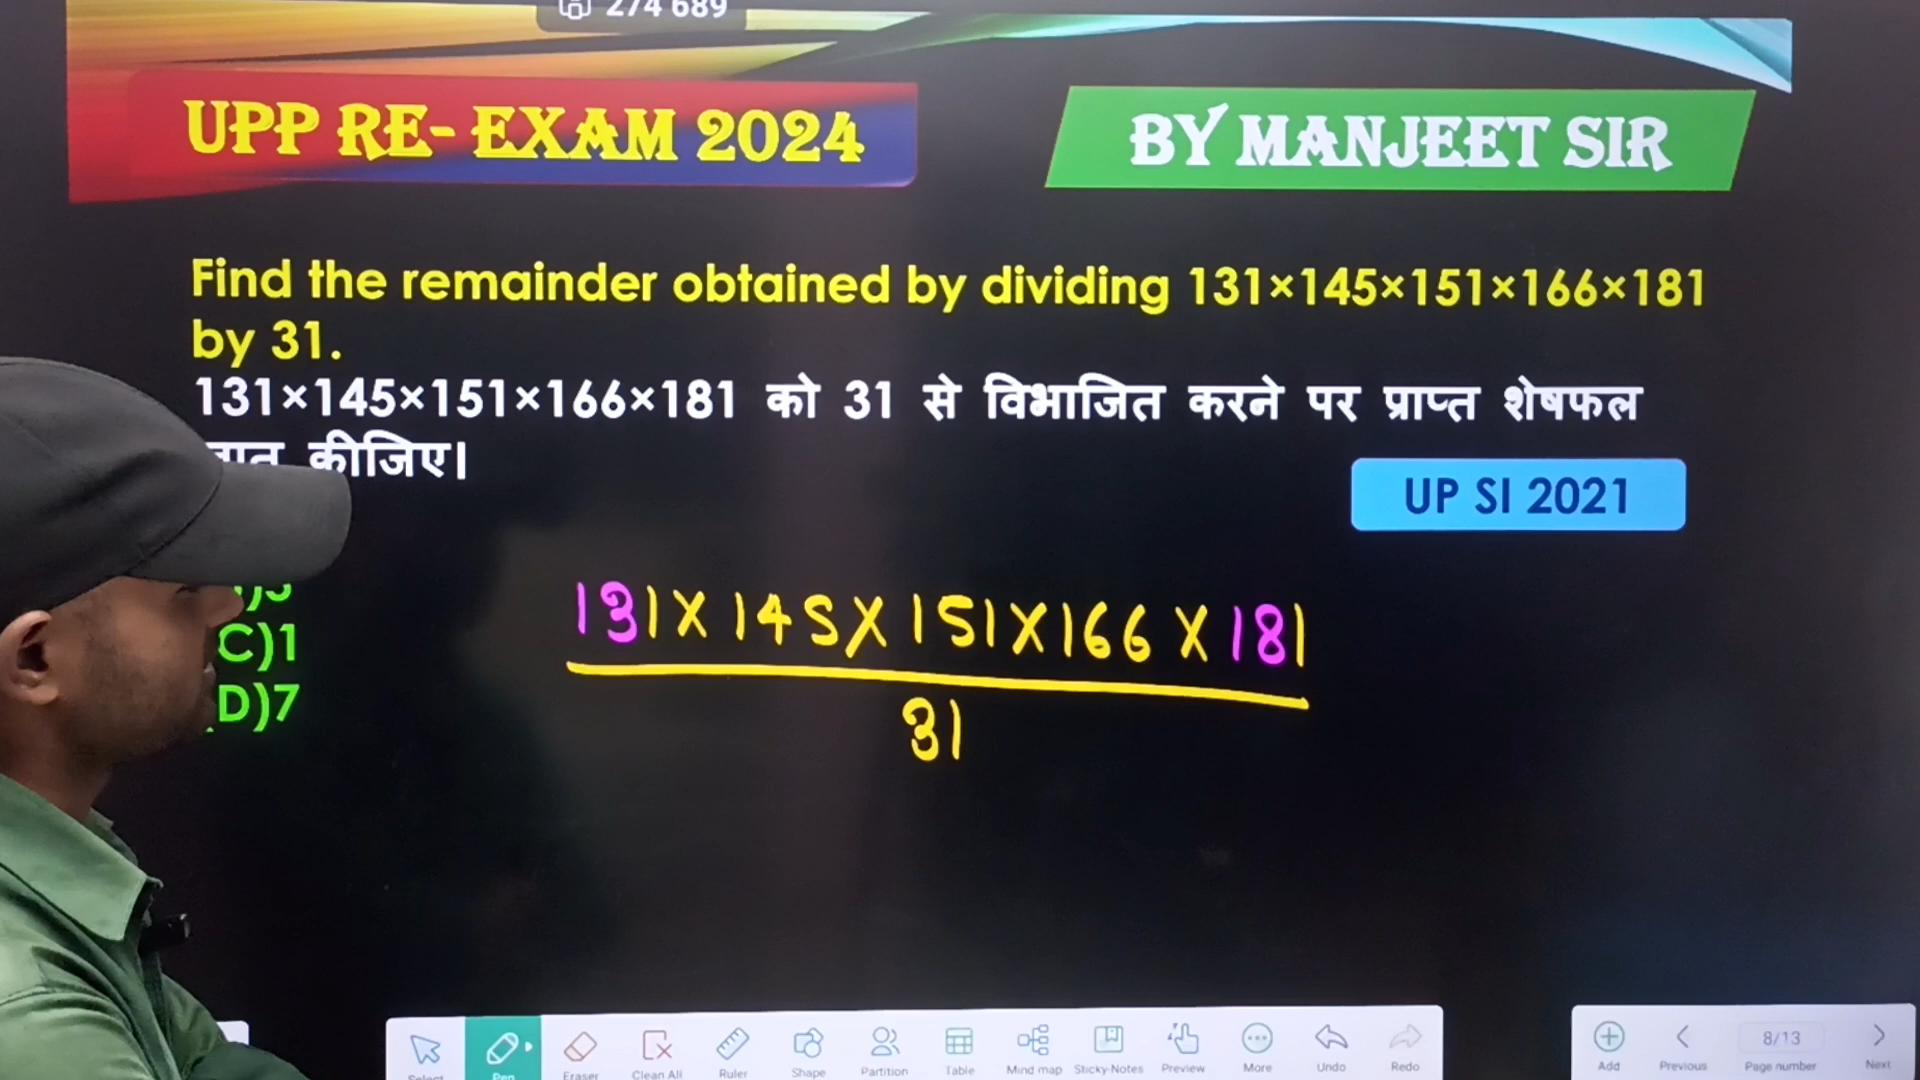 274 689
UPP RE- EXAM 2024
BY MANJEET SIR
Find the remainder obtained by dividing 131×145×151×166×181
by 31.
131×145×151×166×181 को 31 से विभाजित करने पर प्राप्त शेषफल
कीजिए।
UP SI 2021
C)1
D)7
131 X 145 X 151 X 166 X 181
31
Select
Pen
Eraser
Clean All
Ruler
Shape
Partition
Table
Mind map
Sticky-Notes
Preview
More
Undo
Redo
Add
Previous
8/13
Page number
Next